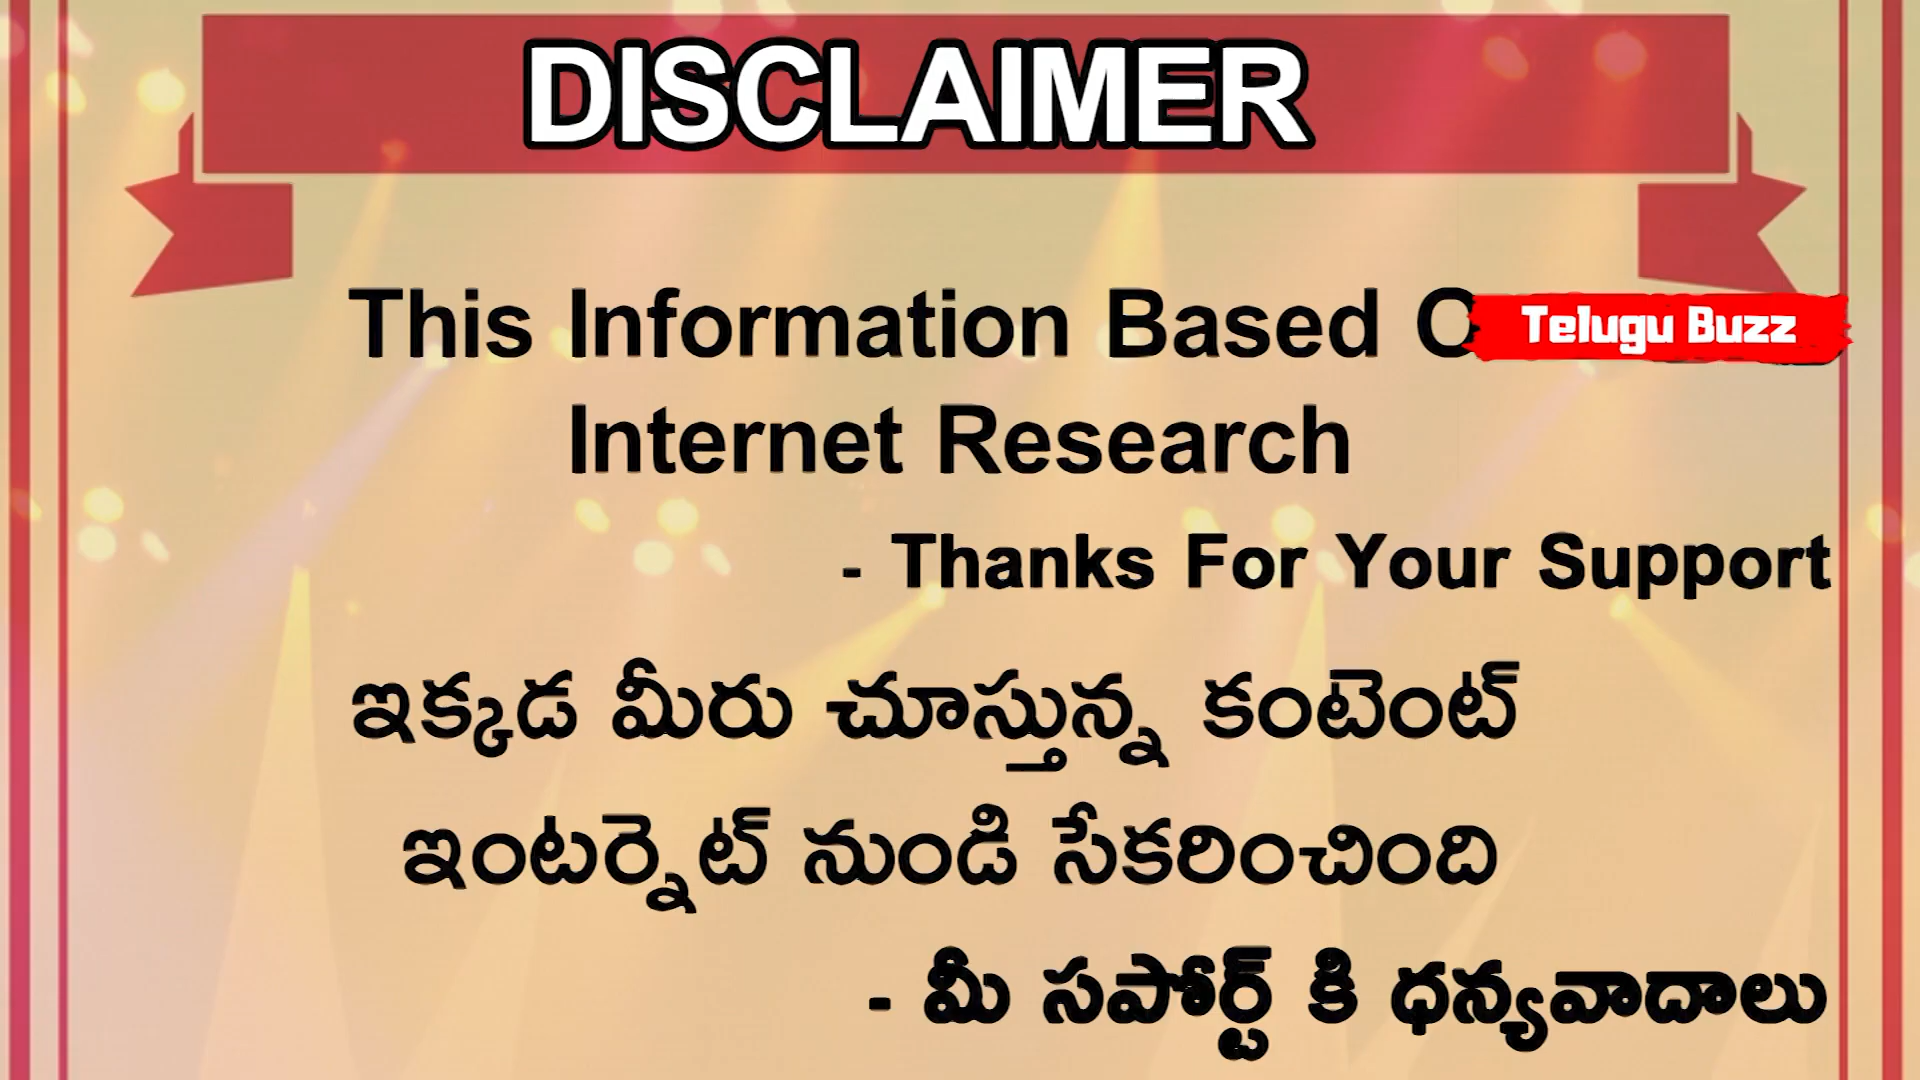 DISCLAIMER
This Information Based
Telugu Buzz
Internet Research
- Thanks For Your Support
ఇక్కడ మీరు చూస్తున్న కంటెంట్
ఇంటర్నెట్ నుండి సేకరించింది
- మీ సపోర్ట్ కి ధన్యవాదాలు